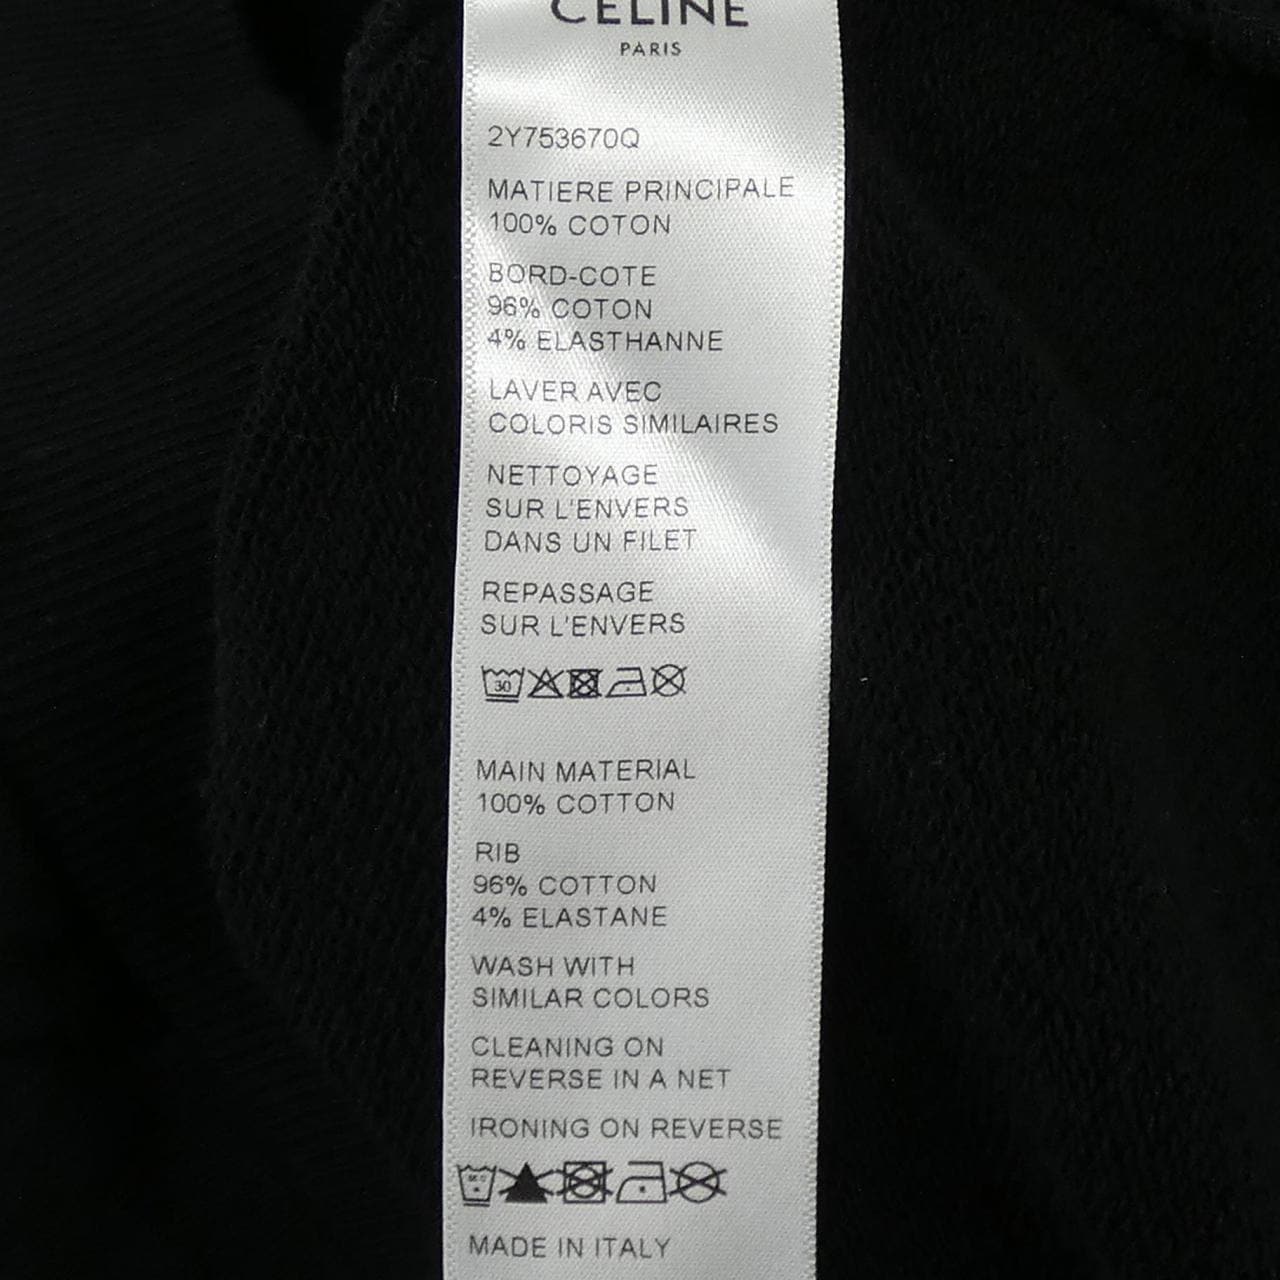 CELINE
PARIS
2Y753670Q
MATIERE PRINCIPALE
100% COTON
BORD-COTE
96% COTON
4% ELASTHANNE
LAVER AVEC
COLORIS SIMILAIRES
NETTOYAGE
SUR L'ENVERS
DANS UN FILET
REPASSAGE
SUR L'ENVERS
30
MAIN MATERIAL
100% COTTON
RIB
96% COTTON
4% ELASTANE
WASH WITH
SIMILAR COLORS
CLEANING ON
REVERSE IN A NET
IRONING ON REVERSE
MADE IN ITALY